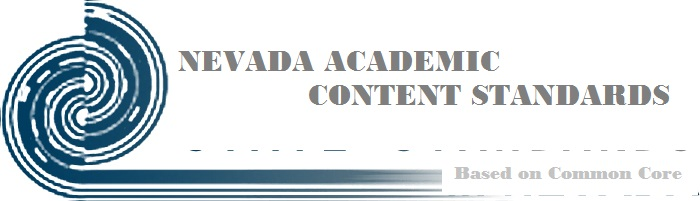 NEVADA ACADEMIC
CONTENT STANDARDS
Based on Common Core